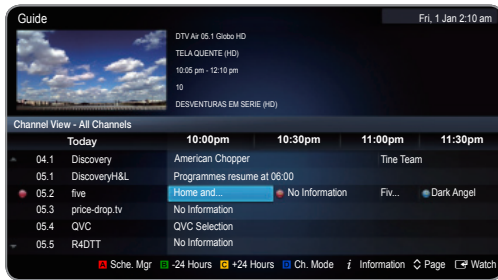 Guide
Fri, 1 Jan 2:10 am
DTV Air 05.1 Globo HD
TELA QUENTE (HD)
10:05 pm - 12:10 pm
10
DESVENTURAS EM SERIE (HD)
Channel View - All Channels
Today 10:00pm 10:30pm 11:00pm 11:30pm
04.1 Discovery American Chopper Tine Team
05.1 DiscoveryH&L Programmes resume at 06:00
05.2 five Home and... No Information Fiv... Dark Angel
05.3 price-drop.tv No Information
05.4 QVC QVC Selection
05.5 R4DTT No Information
A Sche. Mgr B -24 Hours C +24 Hours D Ch. Mode i Information Page Watch